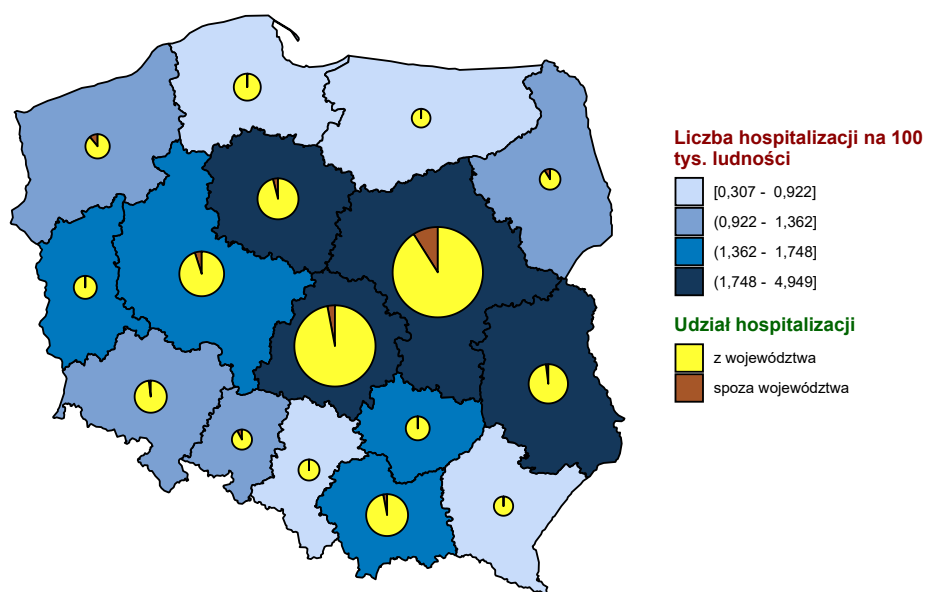 Liczba hospitalizacji na 100
tys. ludności
[0,307 - 0,922]
(0,922 - 1,362]
(1,362 - 1,748]
(1,748 - 4,949]
Udział hospitalizacji
z województwa
spoza województwa